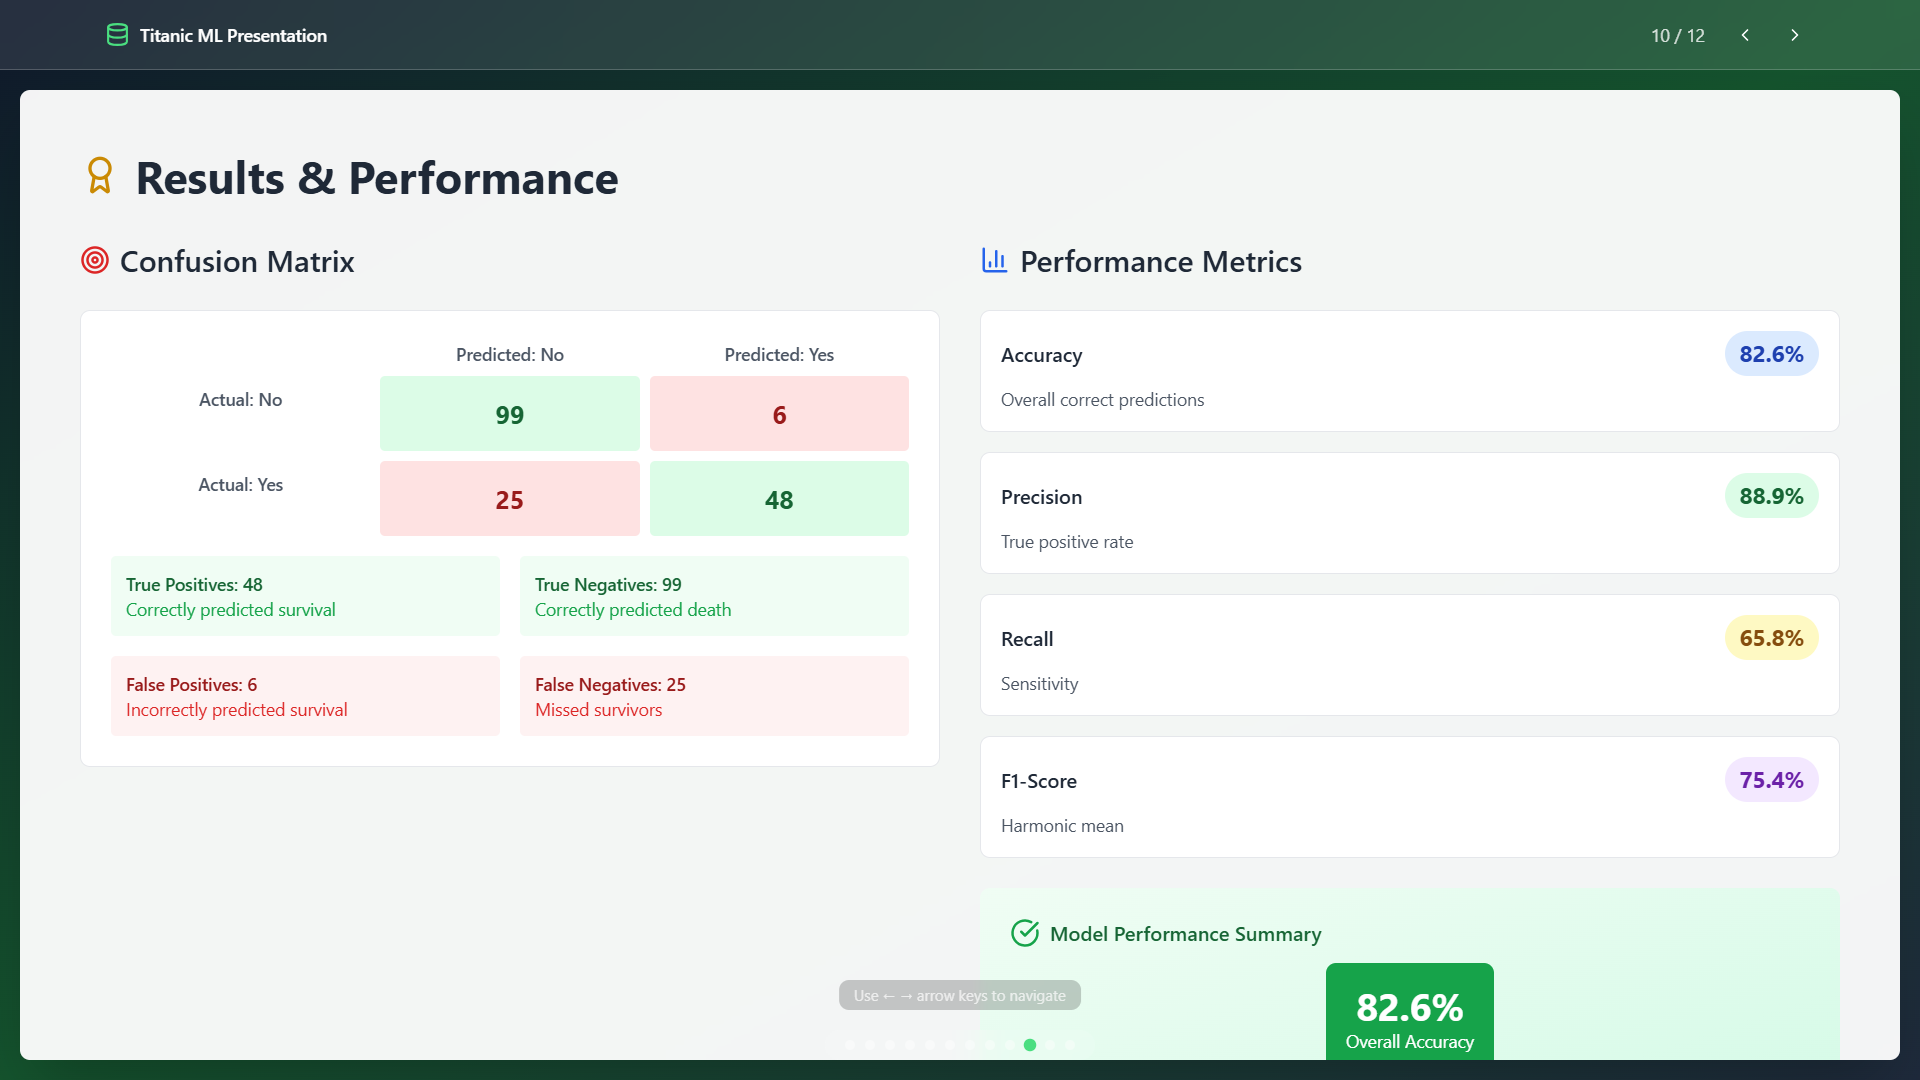 Titanic ML Presentation
10 / 12
Results & Performance
Confusion Matrix
Predicted: No
Predicted: Yes
Actual: No
99
6
Actual: Yes
25
48
True Positives: 48
Correctly predicted survival
True Negatives: 99
Correctly predicted death
False Positives: 6
Incorrectly predicted survival
False Negatives: 25
Missed survivors
Performance Metrics
Accuracy
82.6%
Overall correct predictions
Precision
88.9%
True positive rate
Recall
65.8%
Sensitivity
F1-Score
75.4%
Harmonic mean
Model Performance Summary
82.6%
Overall Accuracy
Use ← → arrow keys to navigate